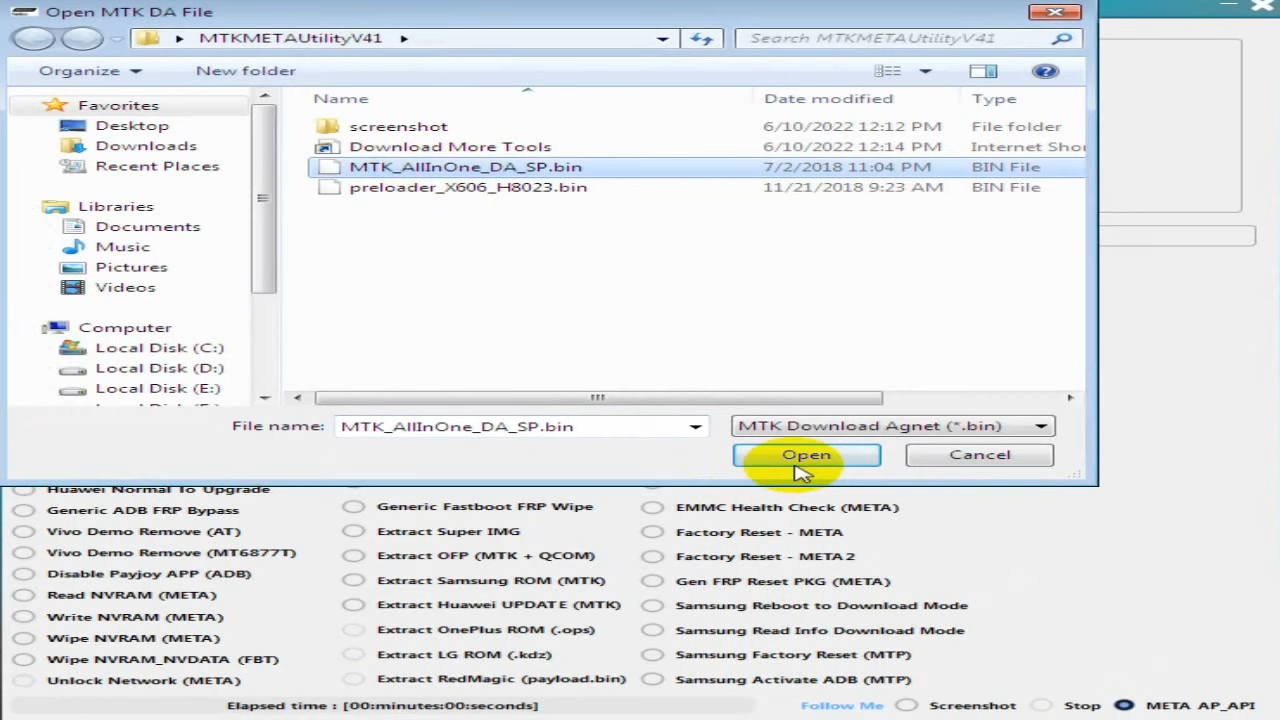 Open MTK DA File
MTKMETAUtilityV41
Search MTKMETAUtilityV41
Organize
New folder
Favorites
Desktop
Downloads
Recent Places
Libraries
Documents
Music
Pictures
Videos
Computer
Local Disk (C:)
Local Disk (D:)
Local Disk (E:)
Name Date modified Type
screenshot 6/10/2022 12:12 PM File folder
Download More Tools 6/10/2022 12:14 PM Internet Shor
MTK_AllInOne_DA_SP.bin 7/2/2018 11:04 PM BIN File
preloader_X606_H8023.bin 11/21/2018 9:23 AM BIN File
File name: MTK_AllInOne_DA_SP.bin
MTK Download Agnet (*.bin)
Open
Cancel
Huawei Normal To Upgrade
Generic ADB FRP Bypass
Vivo Demo Remove (AT)
Vivo Demo Remove (MT6877T)
Disable Payjoy APP (ADB)
Read NVRAM (META)
Write NVRAM (META)
Wipe NVRAM (META)
Wipe NVRAM_NVDATA (FBT)
Unlock Network (META)
Generic Fastboot FRP Wipe
Extract Super IMG
Extract OFP (MTK + QCOM)
Extract Samsung ROM (MTK)
Extract Huawei UPDATE (MTK)
Extract OnePlus ROM (.ops)
Extract LG ROM (.kdz)
Extract RedMagic (payload.bin)
EMMC Health Check (META)
Factory Reset - META
Factory Reset - META 2
Gen FRP Reset PKG (META)
Samsung Reboot to Download Mode
Samsung Read Info Download Mode
Samsung Factory Reset (MTP)
Samsung Activate ADB (MTP)
Elapsed time : [00:minutes:00:seconds]
Follow Me
Screenshot
Stop
META AP_API